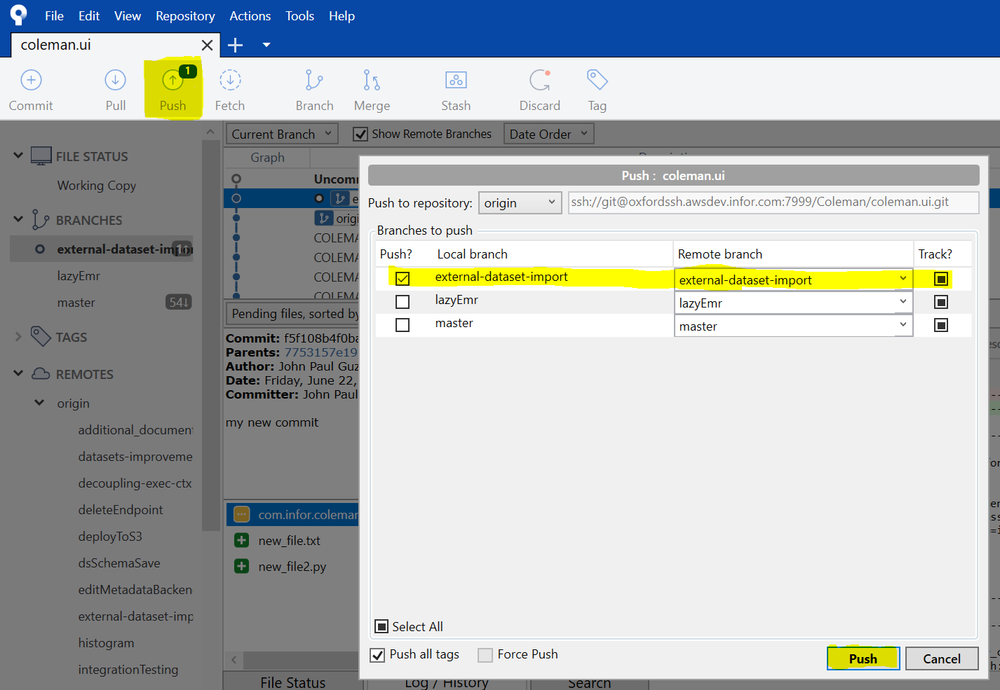 File Edit View Repository Actions Tools Help
coleman.ui
1
Commit Pull Push Fetch Branch Merge Stash Discard Tag
Current Branch Show Remote Branches Date Order
FILE STATUS
Working Copy
BRANCHES
external-dataset-impor
lazyEmr
master 54↓
TAGS
REMOTES
origin
additional_document
datasets-improveme
decoupling-exec-ctx
deleteEndpoint
deployToS3
dsSchemaSave
editMetadataBacken
external-dataset-imp
histogram
integrationTesting
Graph
Uncomm
origi
COLEMA
COLEMA
COLEMA
COLEMA
Pending files, sorted by
Commit: f5f108b4f0ba
Parents: 7753157e19
Author: John Paul Guz
Date: Friday, June 22,
Committer: John Paul
my new commit
com.infor.coleman
new_file.txt
new_file2.py
File Status Log / History Search
Push : coleman.ui
Push to repository: origin ssh://git@oxfordssh.awsdev.infor.com:7999/Coleman/coleman.ui.git
Branches to push
Push? Local branch Remote branch Track?
external-dataset-import external-dataset-import
lazyEmr lazyEmr
master master
Select All
Push all tags Force Push
Push Cancel